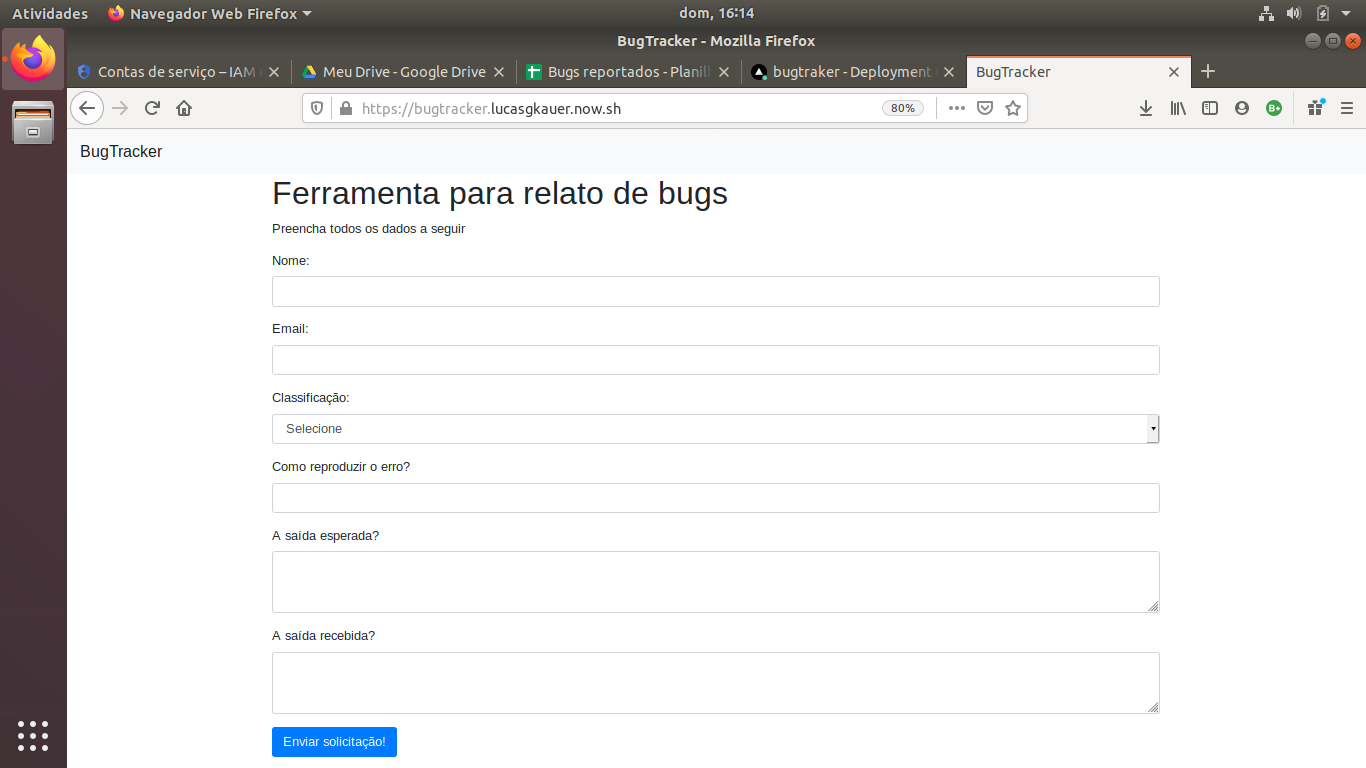 Atividades Navegador Web Firefox dom, 16:14
BugTracker - Mozilla Firefox
Contas de serviço – IAM Meu Drive - Google Drive Bugs reportados - Planil bugtraker - Deployment BugTracker
https://bugtracker.lucasgkauer.now.sh 80% B+
BugTracker
Ferramenta para relato de bugs
Preencha todos os dados a seguir
Nome:
Email:
Classificação:
Selecione
Como reproduzir o erro?
A saída esperada?
A saída recebida?
Enviar solicitação!